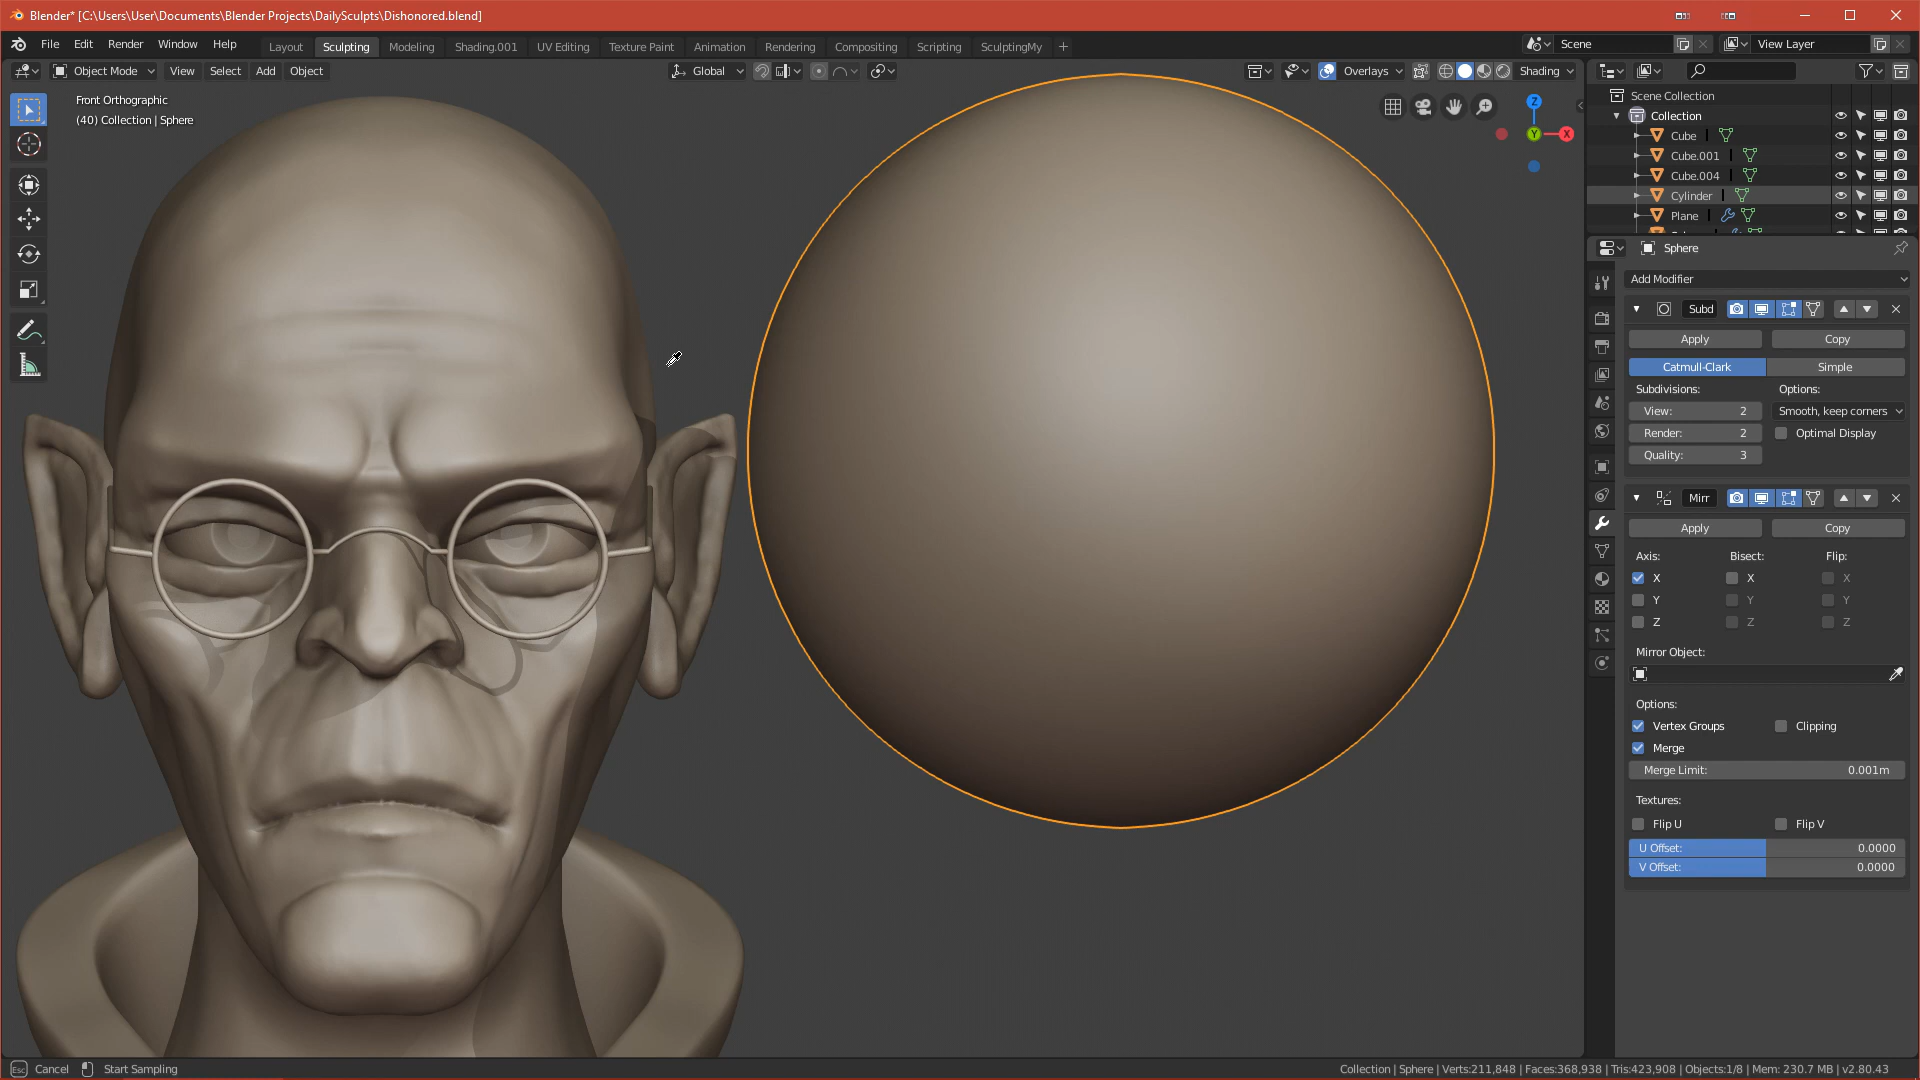 Blender* [C:\Users\User\Documents\Blender Projects\DailySculpts\Dishonored.blend]
File Edit Render Window Help Layout Sculpting Modeling Shading.001 UV Editing Texture Paint Animation Rendering Compositing Scripting SculptingMy + Scene View Layer
Object Mode View Select Add Object Global Overlays Shading
Front Orthographic
(40) Collection | Sphere
Z
Y X
Scene Collection
Collection
Cube
Cube.001
Cube.004
Cylinder
Plane
Sphere
Add Modifier
Subd
Apply Copy
Catmull-Clark Simple
Subdivisions: Options:
View: 2 Smooth, keep corners
Render: 2 Optimal Display
Quality: 3
Mirr
Apply Copy
Axis: Bisect: Flip:
X X X
Y Y Y
Z Z Z
Mirror Object:
Options:
Vertex Groups Clipping
Merge
Merge Limit: 0.001m
Textures:
Flip U Flip V
U Offset: 0.0000
V Offset: 0.0000
Esc Cancel Start Sampling Collection | Sphere | Verts:211,848 | Faces:368,938 | Tris:423,908 | Objects:1/8 | Mem: 230.7 MB | v2.80.43